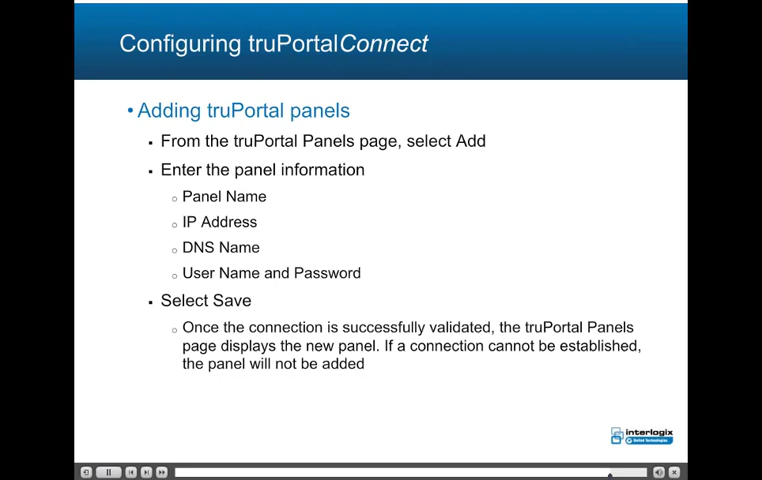 Configuring truPortalConnect
• Adding truPortal panels
▪ From the truPortal Panels page, select Add
▪ Enter the panel information
○ Panel Name
○ IP Address
○ DNS Name
○ User Name and Password
▪ Select Save
○ Once the connection is successfully validated, the truPortal Panels
page displays the new panel. If a connection cannot be established,
the panel will not be added
interlogix
United Technologies